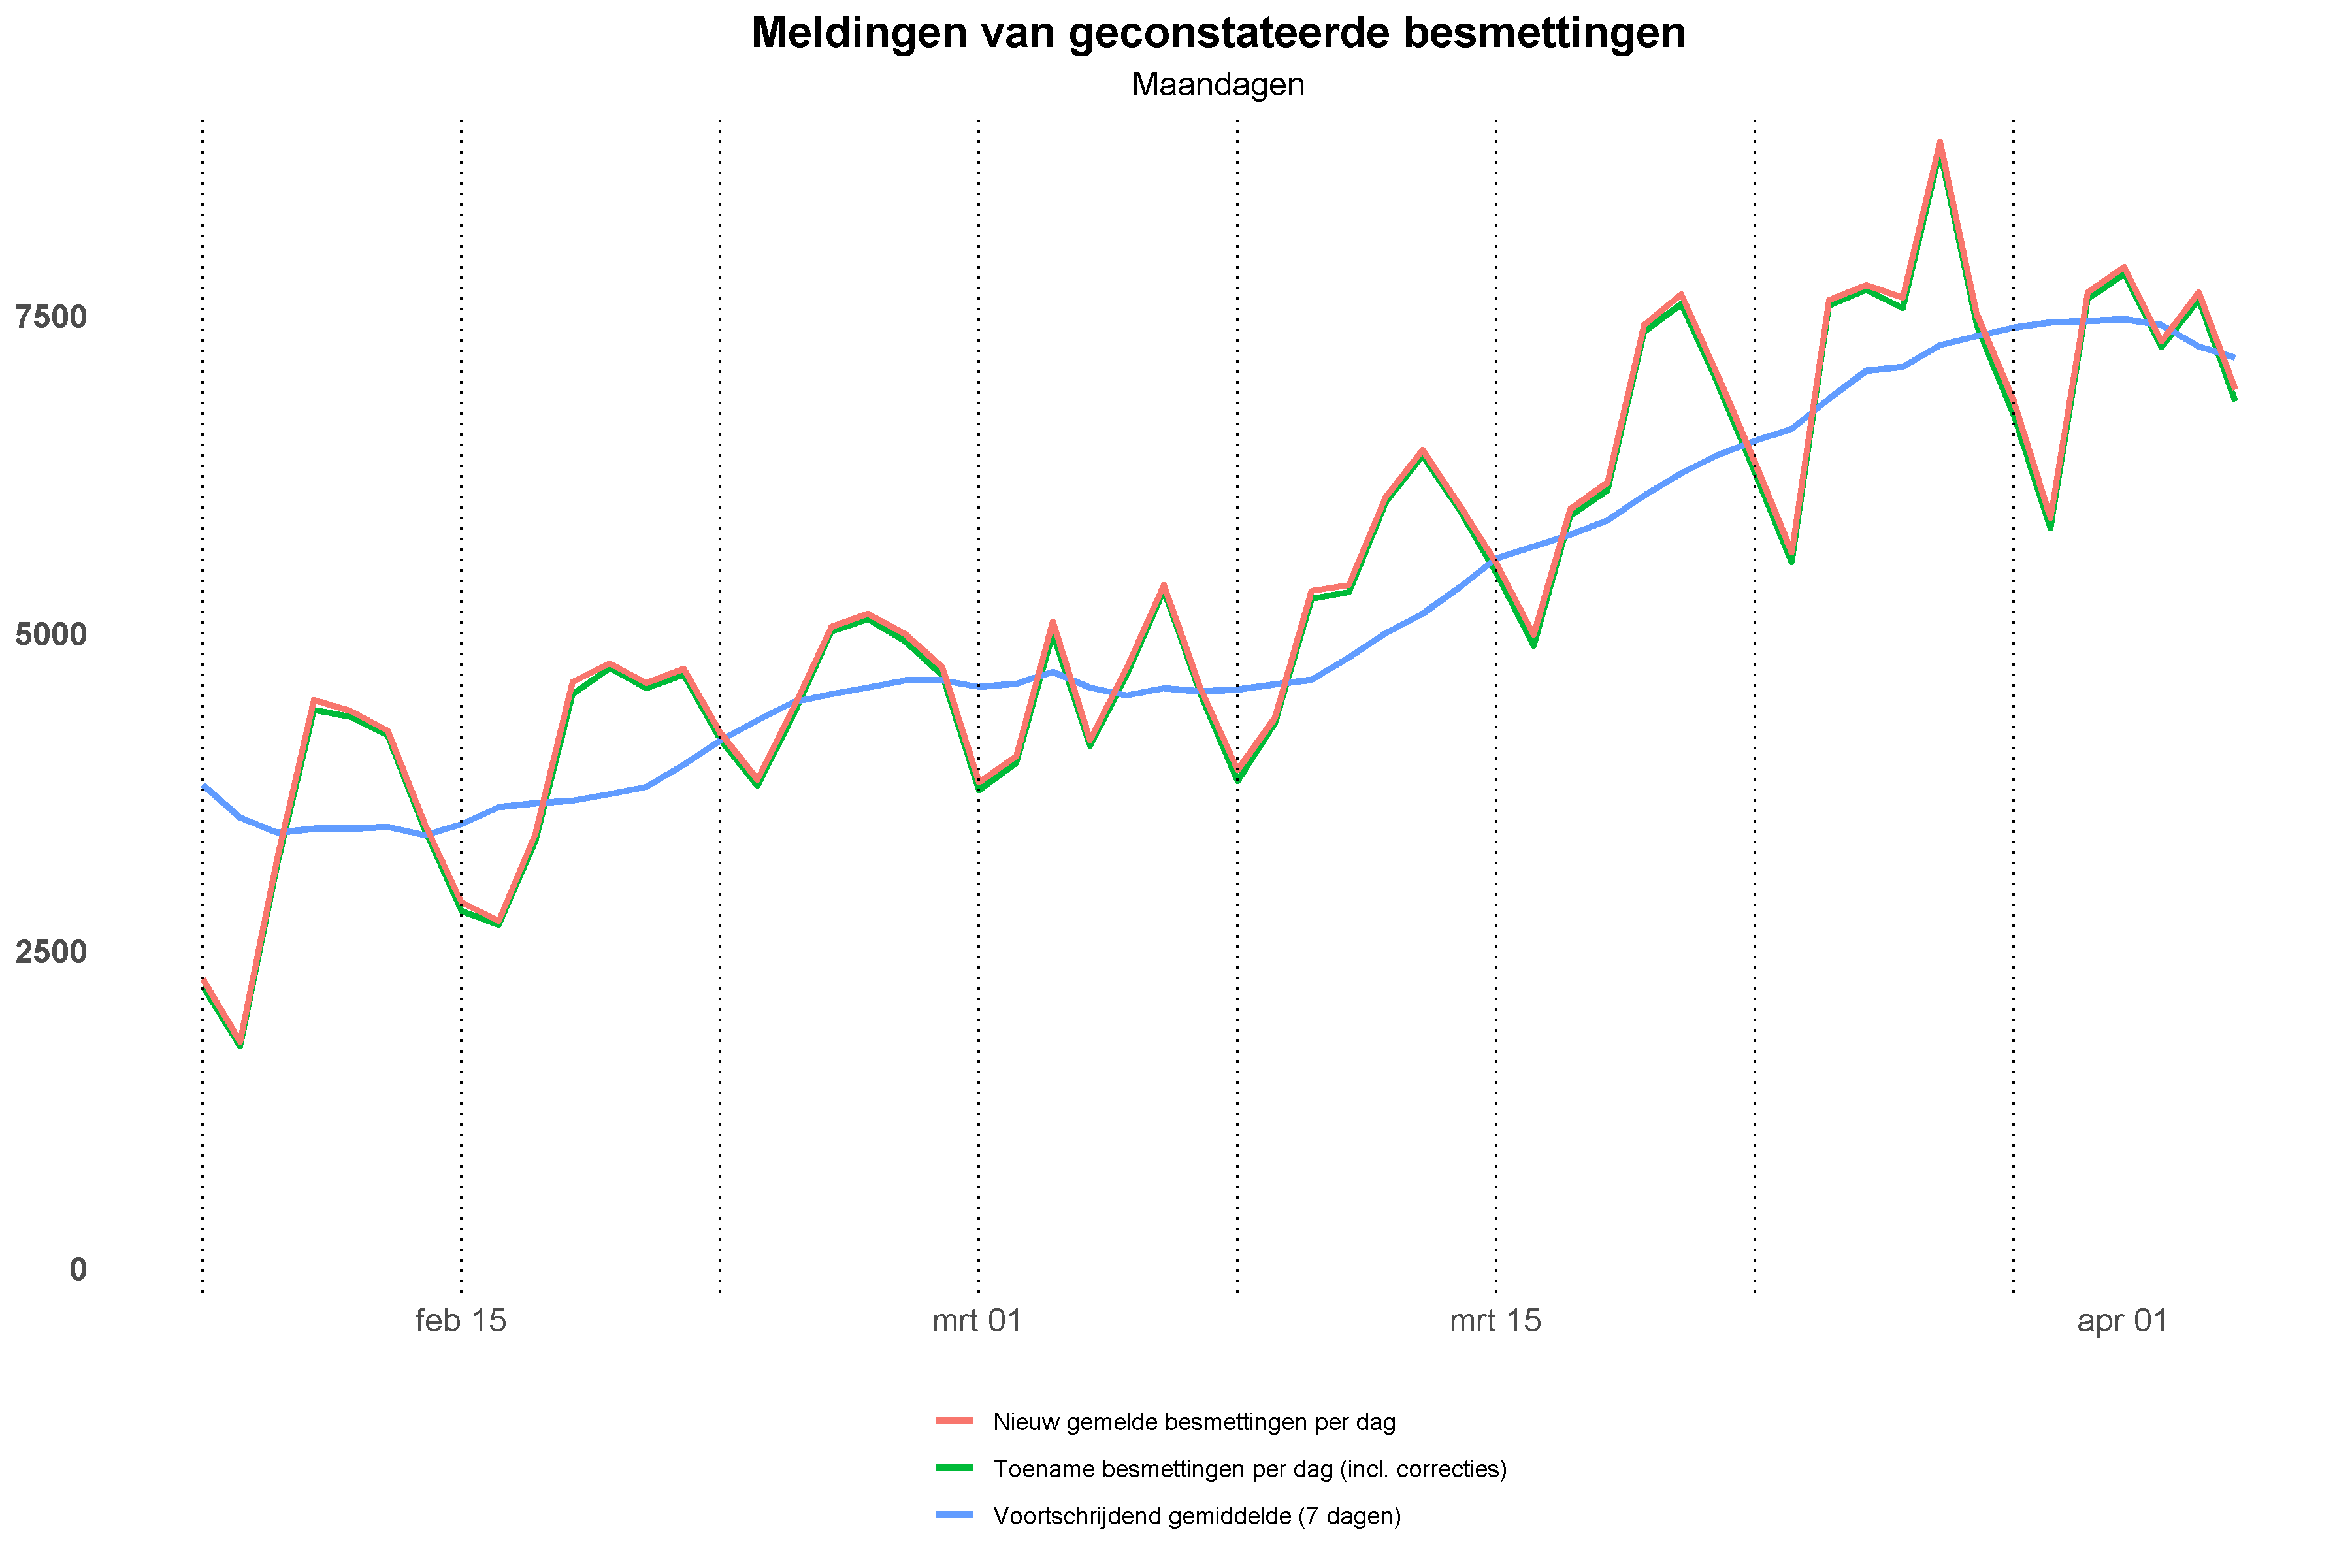 Meldingen van geconstateerde besmettingen
Maandagen
7500
5000
2500
0
feb 15
mrt 01
mrt 15
apr 01
Nieuw gemelde besmettingen per dag
Toename besmettingen per dag (incl. correcties)
Voortschrijdend gemiddelde (7 dagen)